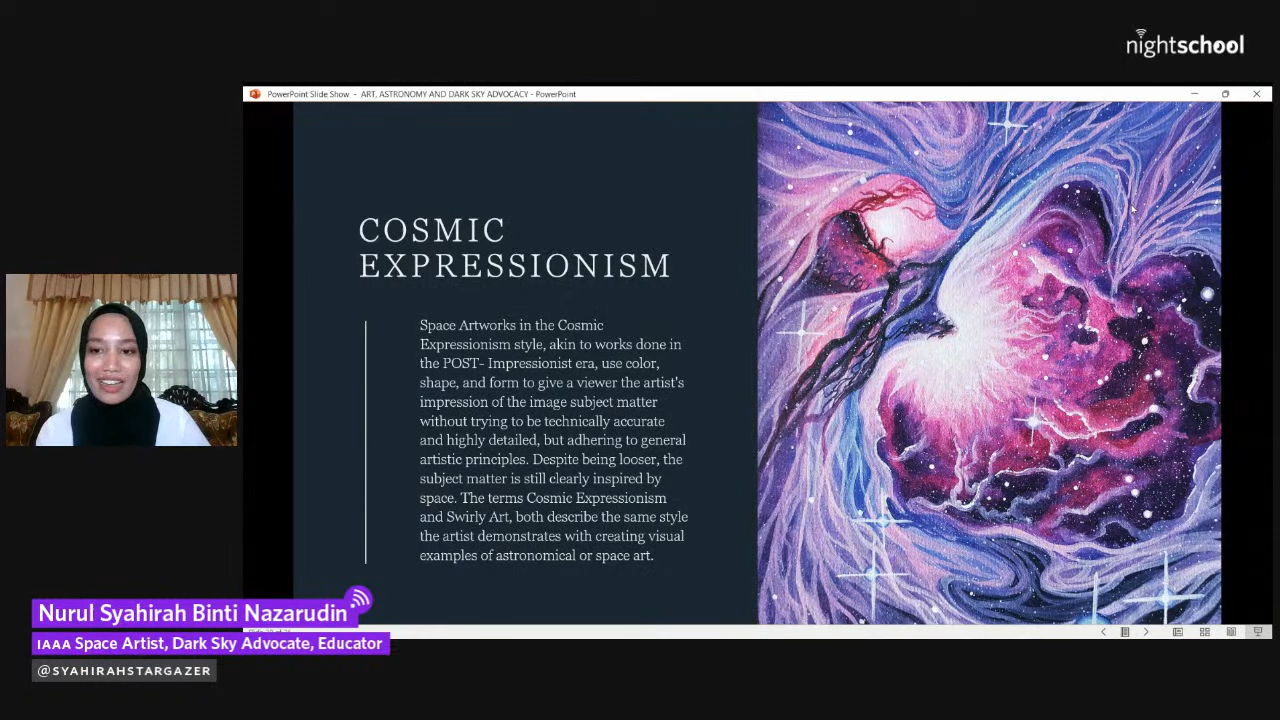 nightschool
PowerPoint Slide Show - ART, ASTRONOMY AND DARK SKY ADVOCACY - PowerPoint
COSMIC
EXPRESSIONISM
Space Artworks in the Cosmic
Expressionism style, akin to works done in
the POST- Impressionist era, use color,
shape, and form to give a viewer the artist's
impression of the image subject matter
without trying to be technically accurate
and highly detailed, but adhering to general
artistic principles. Despite being looser, the
subject matter is still clearly inspired by
space. The terms Cosmic Expressionism
and Swirly Art, both describe the same style
the artist demonstrates with creating visual
examples of astronomical or space art.
Nurul Syahirah Binti Nazarudin
IAAA Space Artist, Dark Sky Advocate, Educator
@SYAHIRAHSTARGAZER